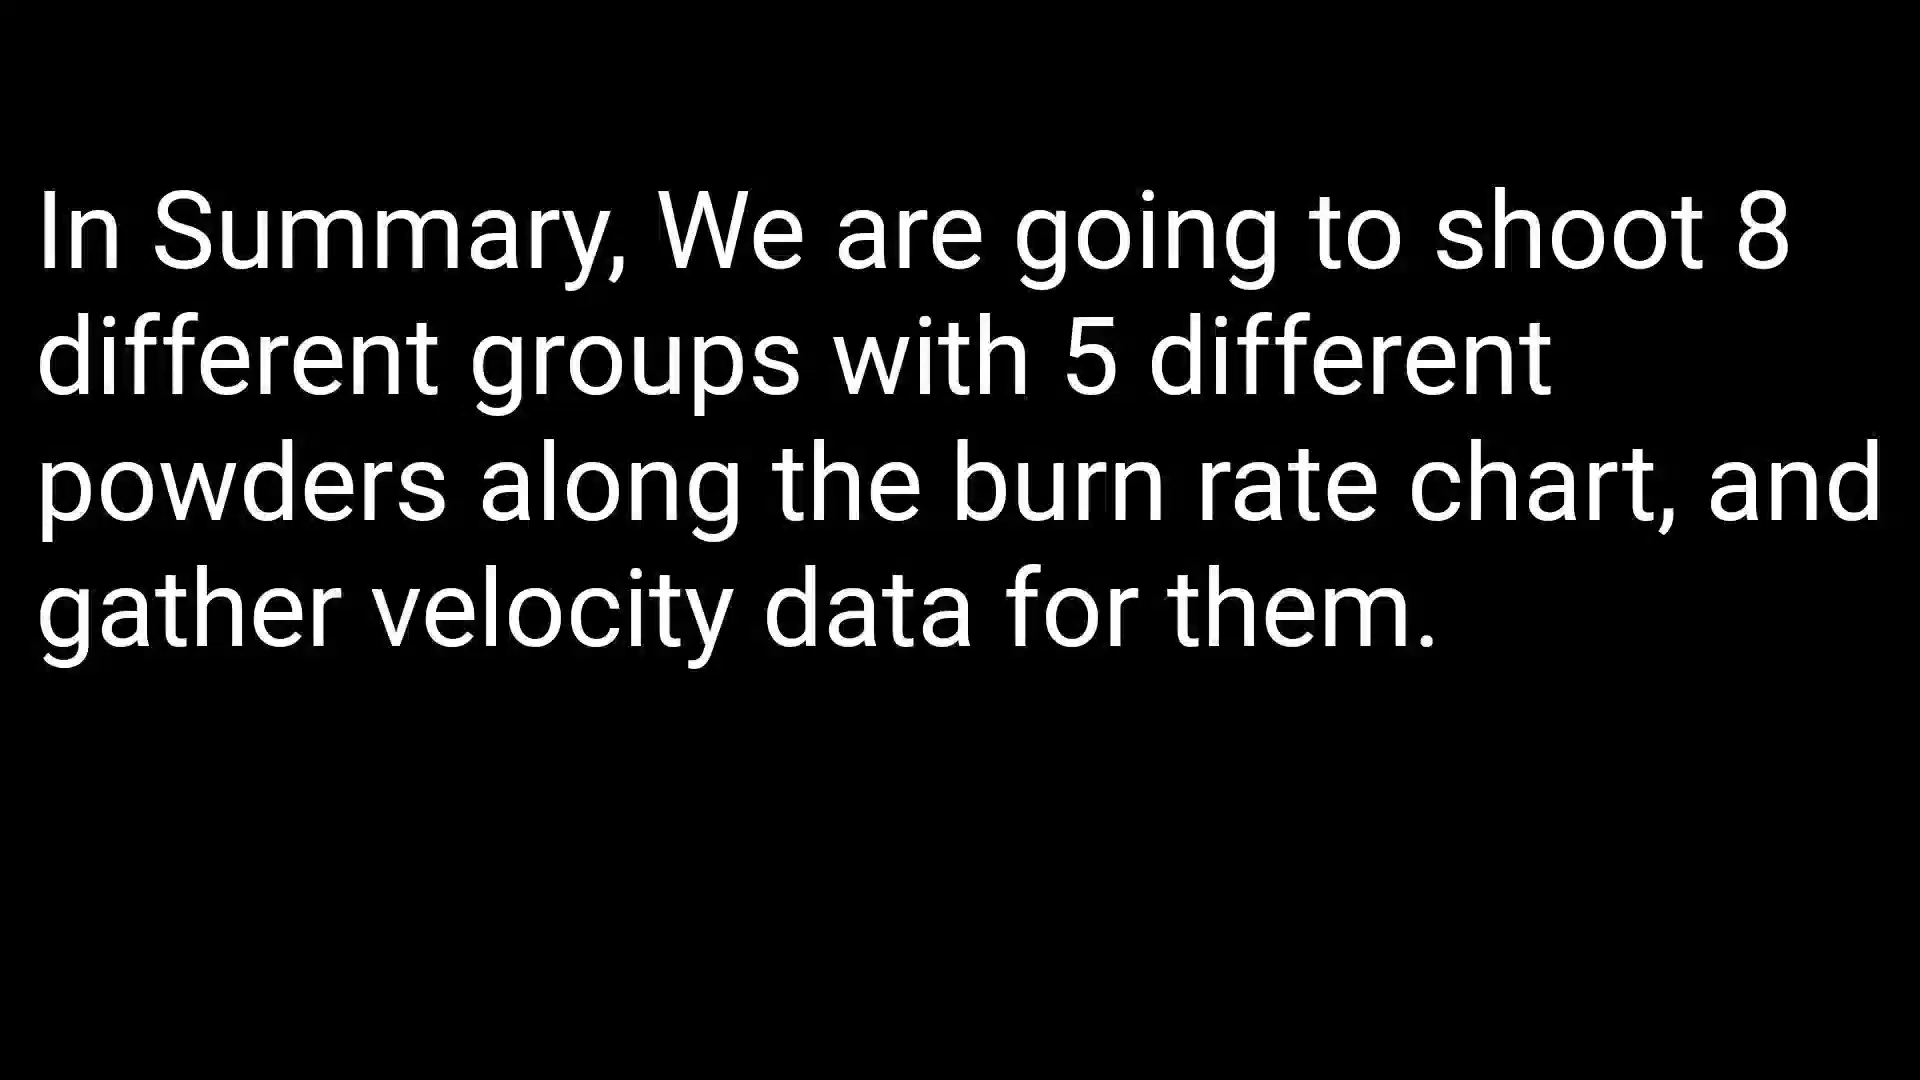 In Summary, We are going to shoot 8
different groups with 5 different
powders along the burn rate chart, and
gather velocity data for them.